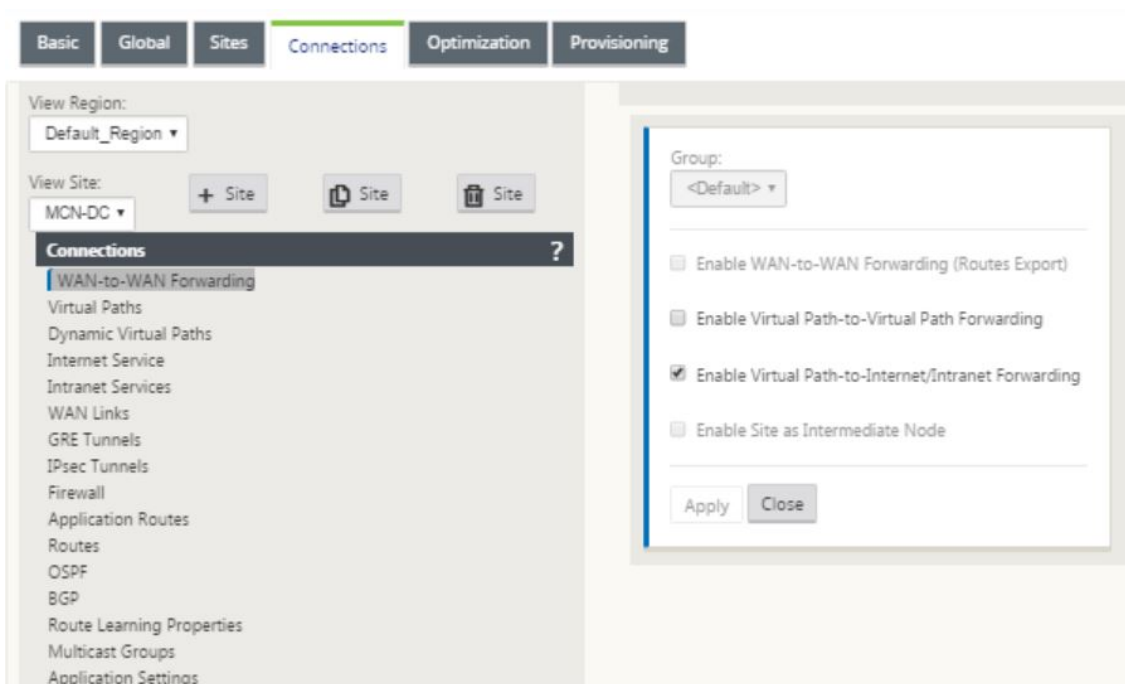 Basic Global Sites Connections Optimization Provisioning
View Region:
Default_Region
View Site:
MCN-DC
+ Site Site Site
Connections ?
WAN-to-WAN Forwarding
Virtual Paths
Dynamic Virtual Paths
Internet Service
Intranet Services
WAN Links
GRE Tunnels
IPsec Tunnels
Firewall
Application Routes
Routes
OSPF
BGP
Route Learning Properties
Multicast Groups
Application Settings
Group:
<Default>
Enable WAN-to-WAN Forwarding (Routes Export)
Enable Virtual Path-to-Virtual Path Forwarding
Enable Virtual Path-to-Internet/Intranet Forwarding
Enable Site as Intermediate Node
Apply Close